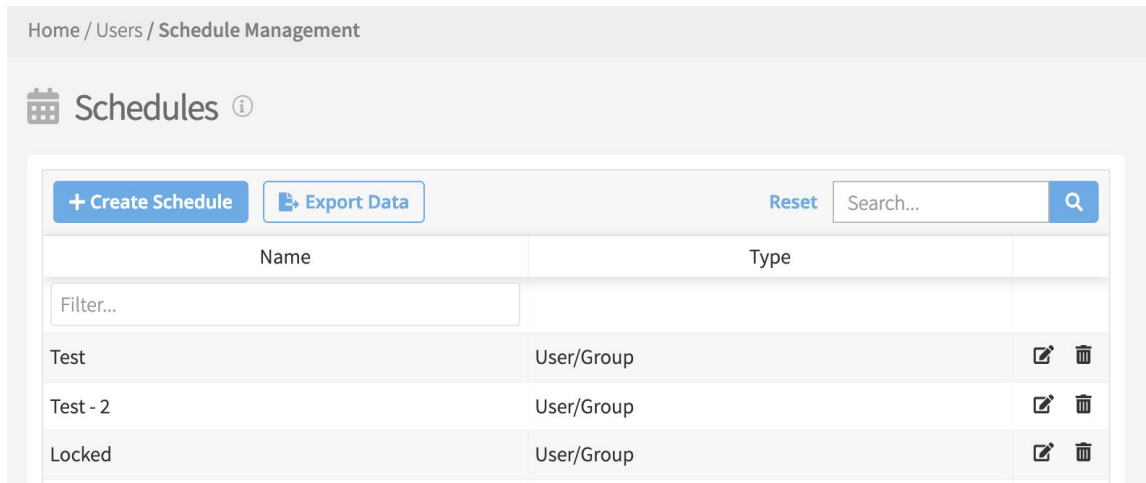 Home / Users / Schedule Management
Schedules
+ Create Schedule Export Data Reset Search...
Name Type
Filter...
Test User/Group
Test - 2 User/Group
Locked User/Group